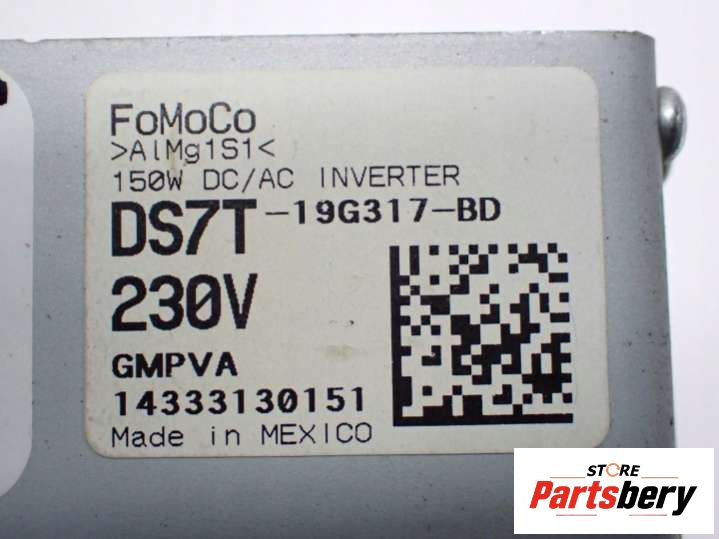 FoMoCo
>AlMg1S1<
150W DC/AC INVERTER
DS7T-19G317-BD
230V
GMPVA
14333130151
Made in MEXICO
STORE
Partsbery